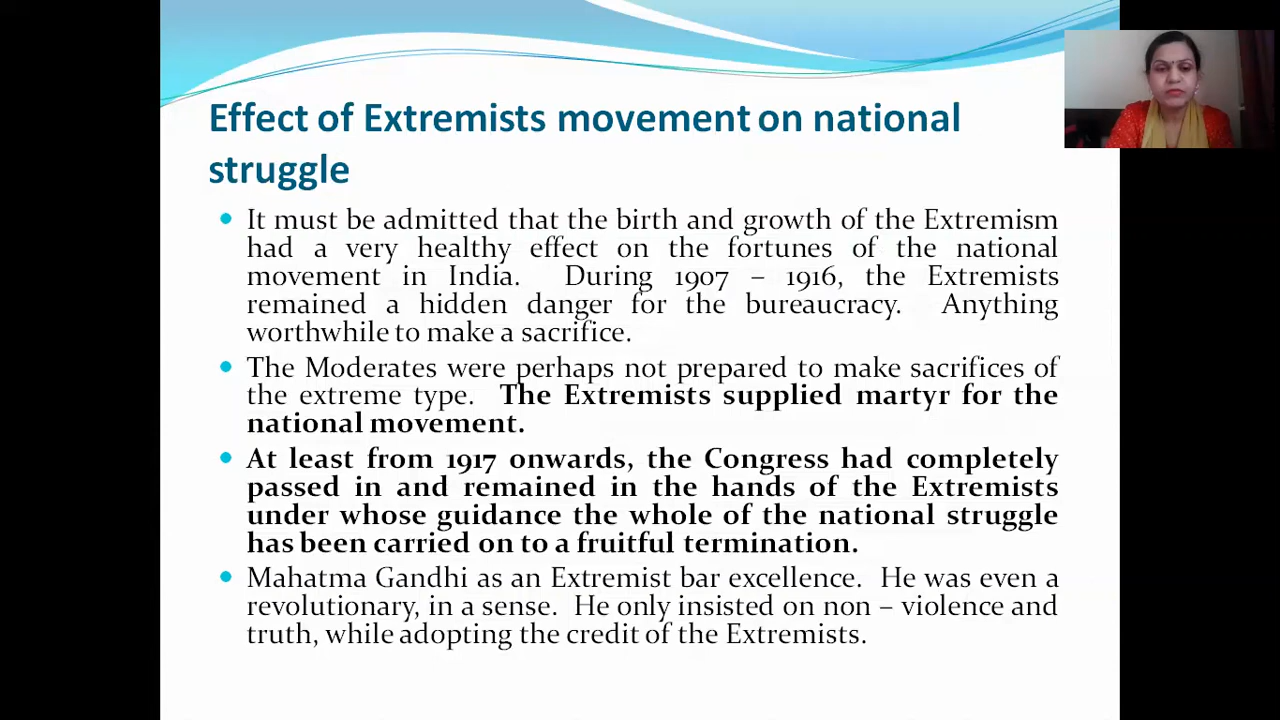 Effect of Extremists movement on national
struggle
• It must be admitted that the birth and growth of the Extremism
had a very healthy effect on the fortunes of the national
movement in India. During 1907 – 1916, the Extremists
remained a hidden danger for the bureaucracy. Anything
worthwhile to make a sacrifice.
• The Moderates were perhaps not prepared to make sacrifices of
the extreme type. The Extremists supplied martyr for the
national movement.
• At least from 1917 onwards, the Congress had completely
passed in and remained in the hands of the Extremists
under whose guidance the whole of the national struggle
has been carried on to a fruitful termination.
• Mahatma Gandhi as an Extremist bar excellence. He was even a
revolutionary, in a sense. He only insisted on non – violence and
truth, while adopting the credit of the Extremists.